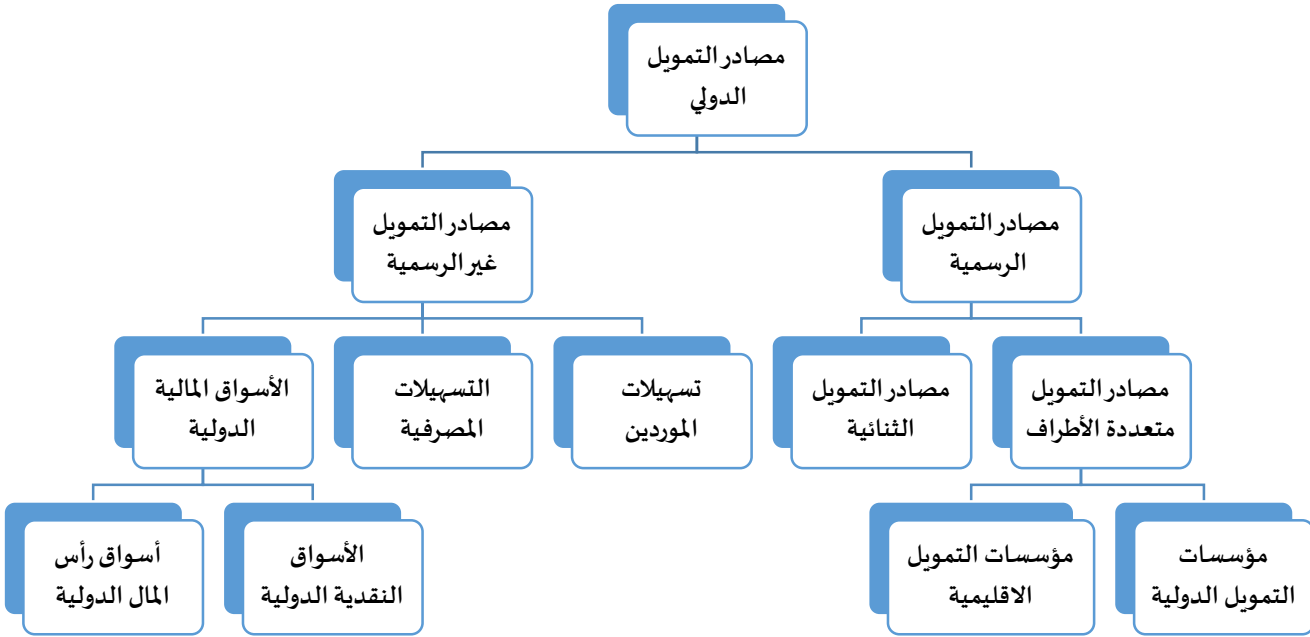 مصادر التمويل
الدولي
مصادر التمويل
الرسمية
مصادر التمويل
غير الرسمية
مصادر التمويل
متعددة الأطراف
مصادر التمويل
الثنائية
تسهيلات
الموردين
التسهيلات
المصرفية
الأسواق المالية
الدولية
مؤسسات
التمويل الدولية
مؤسسات التمويل
الاقليمية
الأسواق
النقدية الدولية
أسواق رأس
المال الدولية